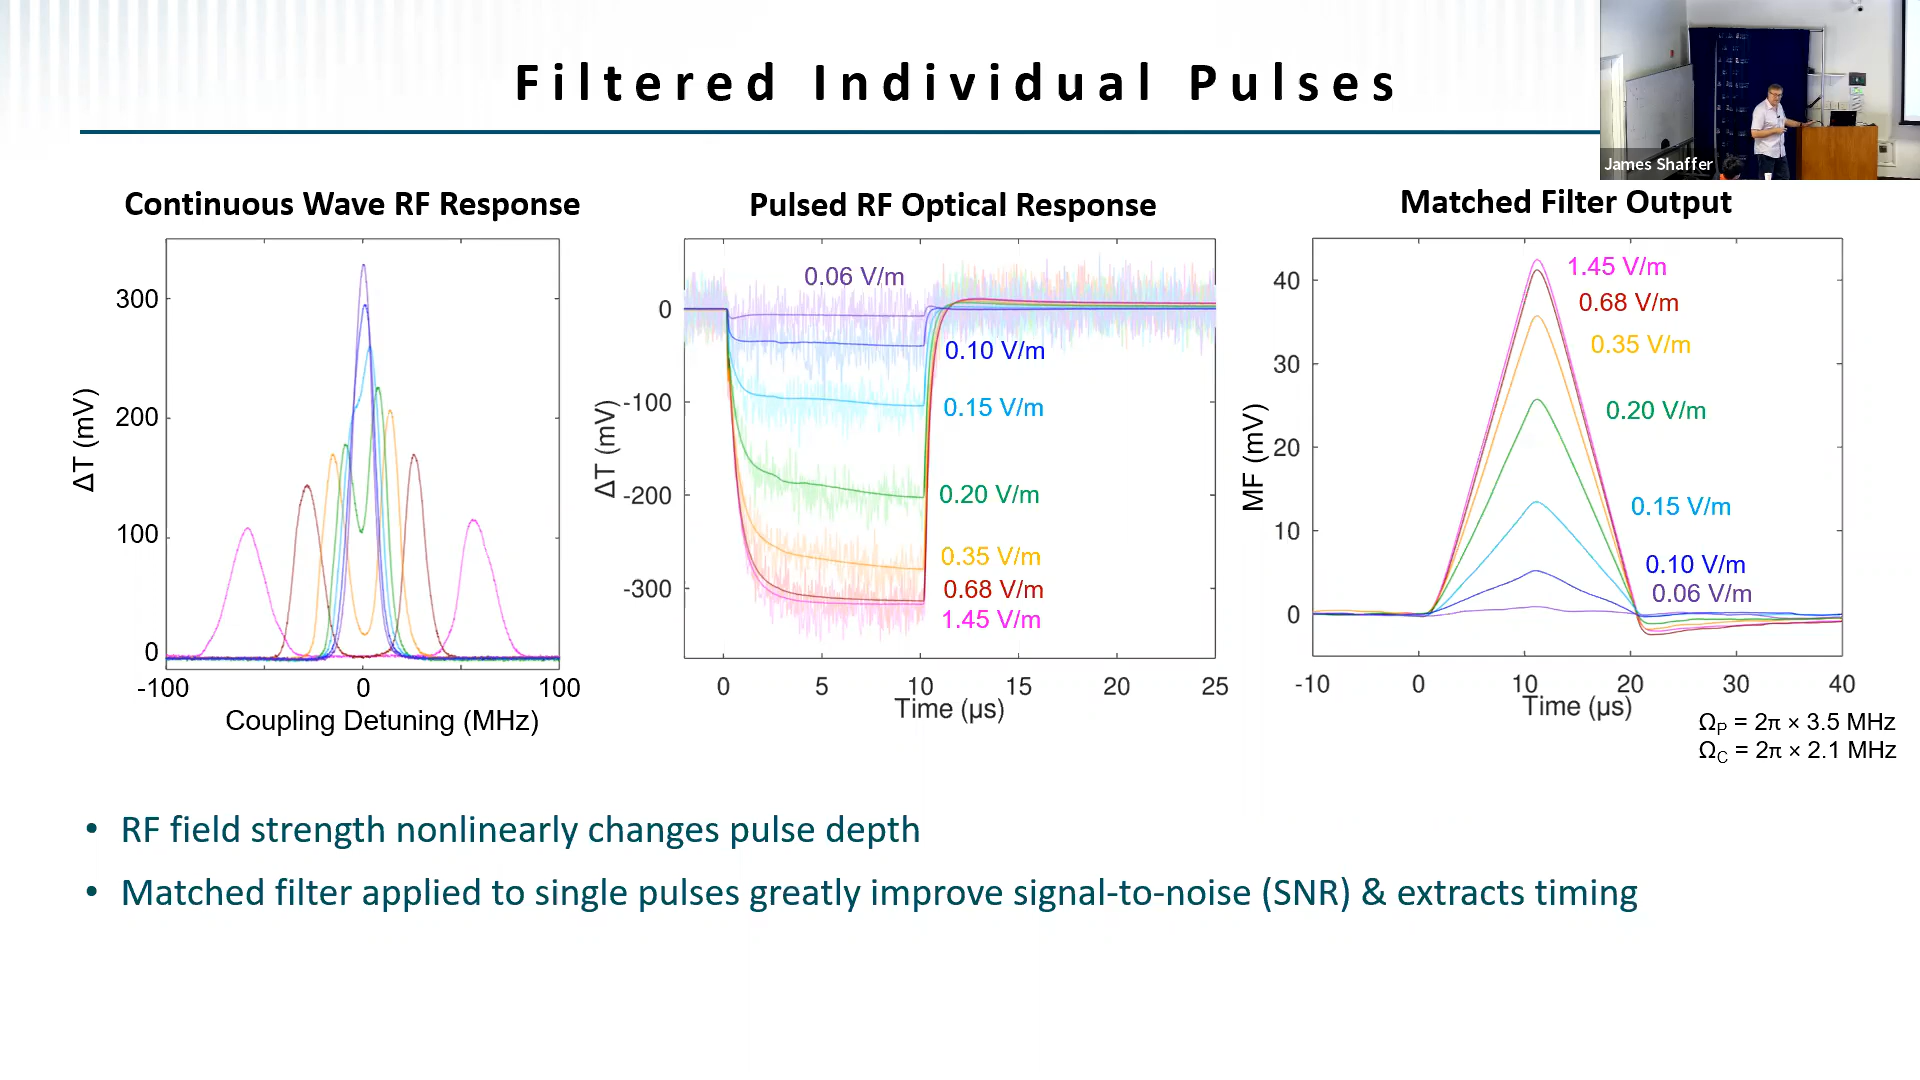 Filtered Individual Pulses
James Shaffer
Continuous Wave RF Response
ΔT (mV)
300
200
100
0
-100
0
100
Coupling Detuning (MHz)
Pulsed RF Optical Response
ΔT (mV)
0
-100
-200
-300
0.06 V/m
0.10 V/m
0.15 V/m
0.20 V/m
0.35 V/m
0.68 V/m
1.45 V/m
0
5
10
15
20
25
Time (μs)
Matched Filter Output
MF (mV)
40
30
20
10
0
1.45 V/m
0.68 V/m
0.35 V/m
0.20 V/m
0.15 V/m
0.10 V/m
0.06 V/m
-10
0
10
20
30
40
Time (μs)
ΩP = 2π × 3.5 MHz
ΩC = 2π × 2.1 MHz
• RF field strength nonlinearly changes pulse depth
• Matched filter applied to single pulses greatly improve signal-to-noise (SNR) & extracts timing